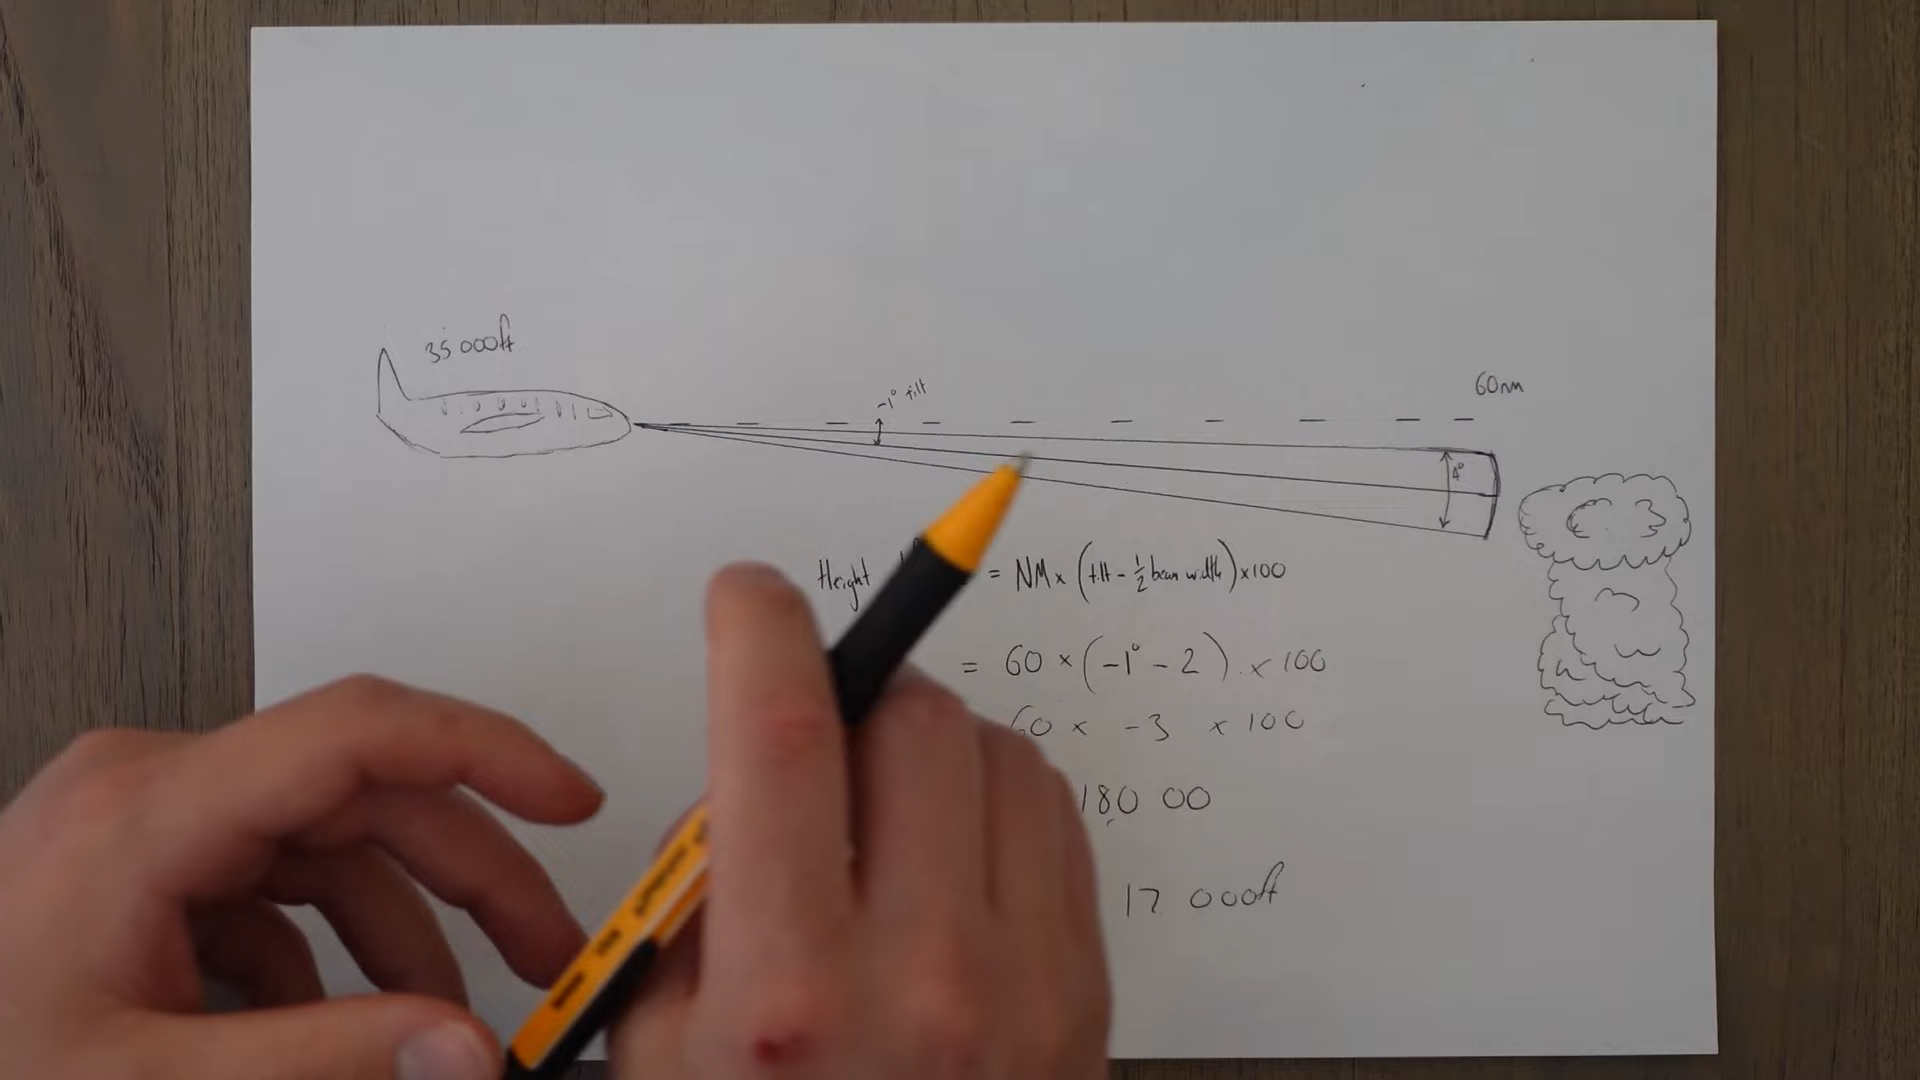 35 000ft
-1° tilt
60nm
4°
Height = NM x (tilt - 1/2 beam width) x 100
= 60 x (-1° - 2) x 100
60 x -3 x 100
180 00
17 000ft